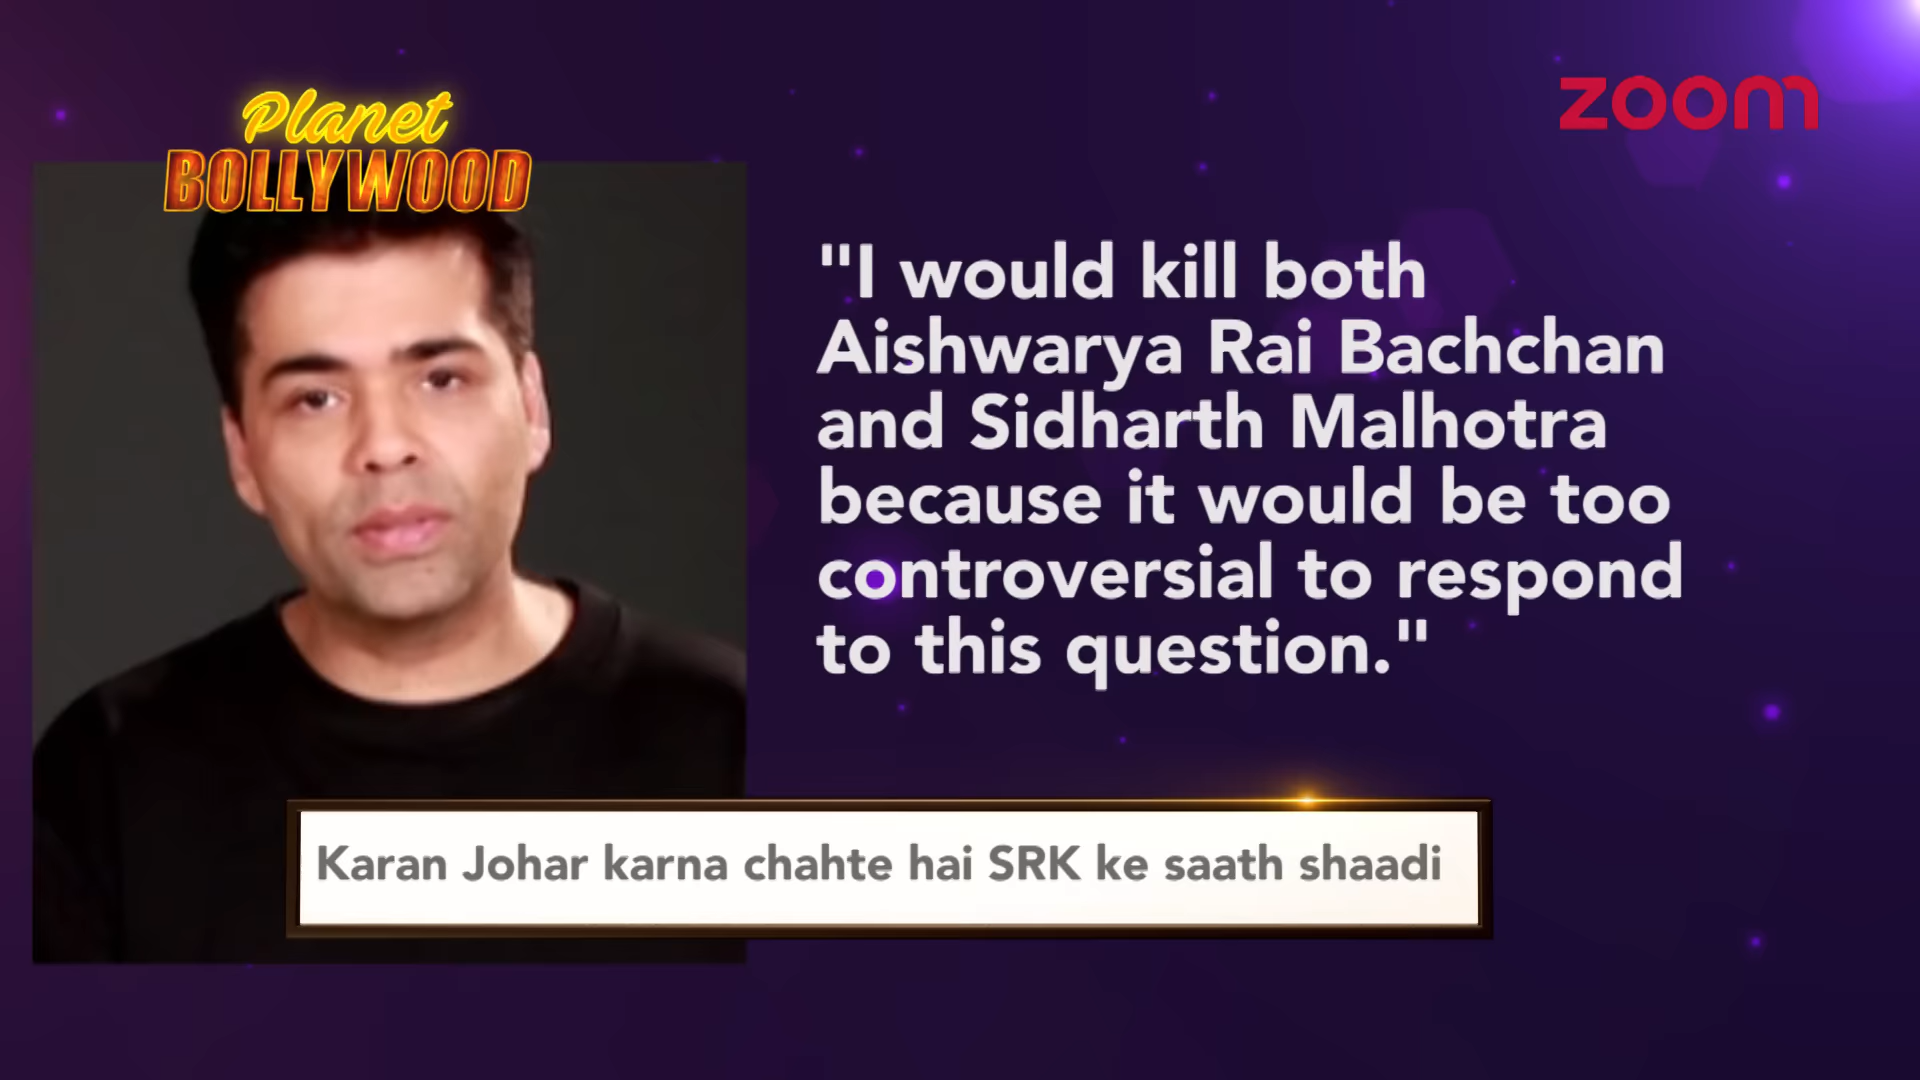 Planet
BOLLYWOOD
zoom
"I would kill both
Aishwarya Rai Bachchan
and Sidharth Malhotra
because it would be too
controversial to respond
to this question."
Karan Johar karna chahte hai SRK ke saath shaadi